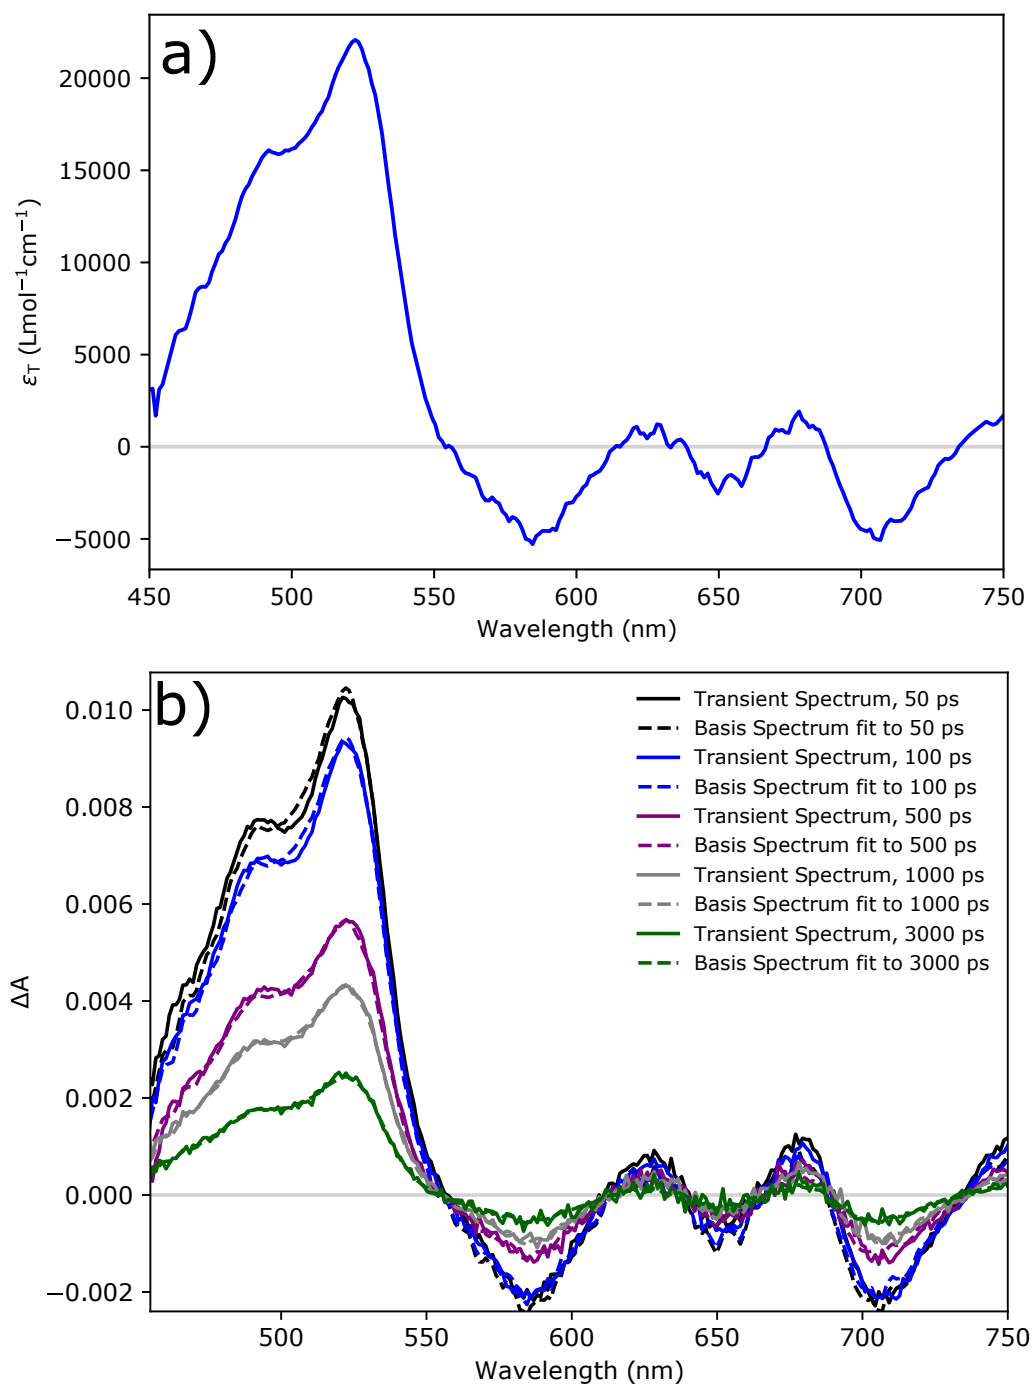 a)
20000
15000
10000
5000
0
−5000
εT (Lmol−1cm−1)
450 500 550 600 650 700 750
Wavelength (nm)
b)
Transient Spectrum, 50 ps
Basis Spectrum fit to 50 ps
Transient Spectrum, 100 ps
Basis Spectrum fit to 100 ps
Transient Spectrum, 500 ps
Basis Spectrum fit to 500 ps
Transient Spectrum, 1000 ps
Basis Spectrum fit to 1000 ps
Transient Spectrum, 3000 ps
Basis Spectrum fit to 3000 ps
0.010
0.008
0.006
0.004
0.002
0.000
−0.002
ΔA
500 550 600 650 700 750
Wavelength (nm)